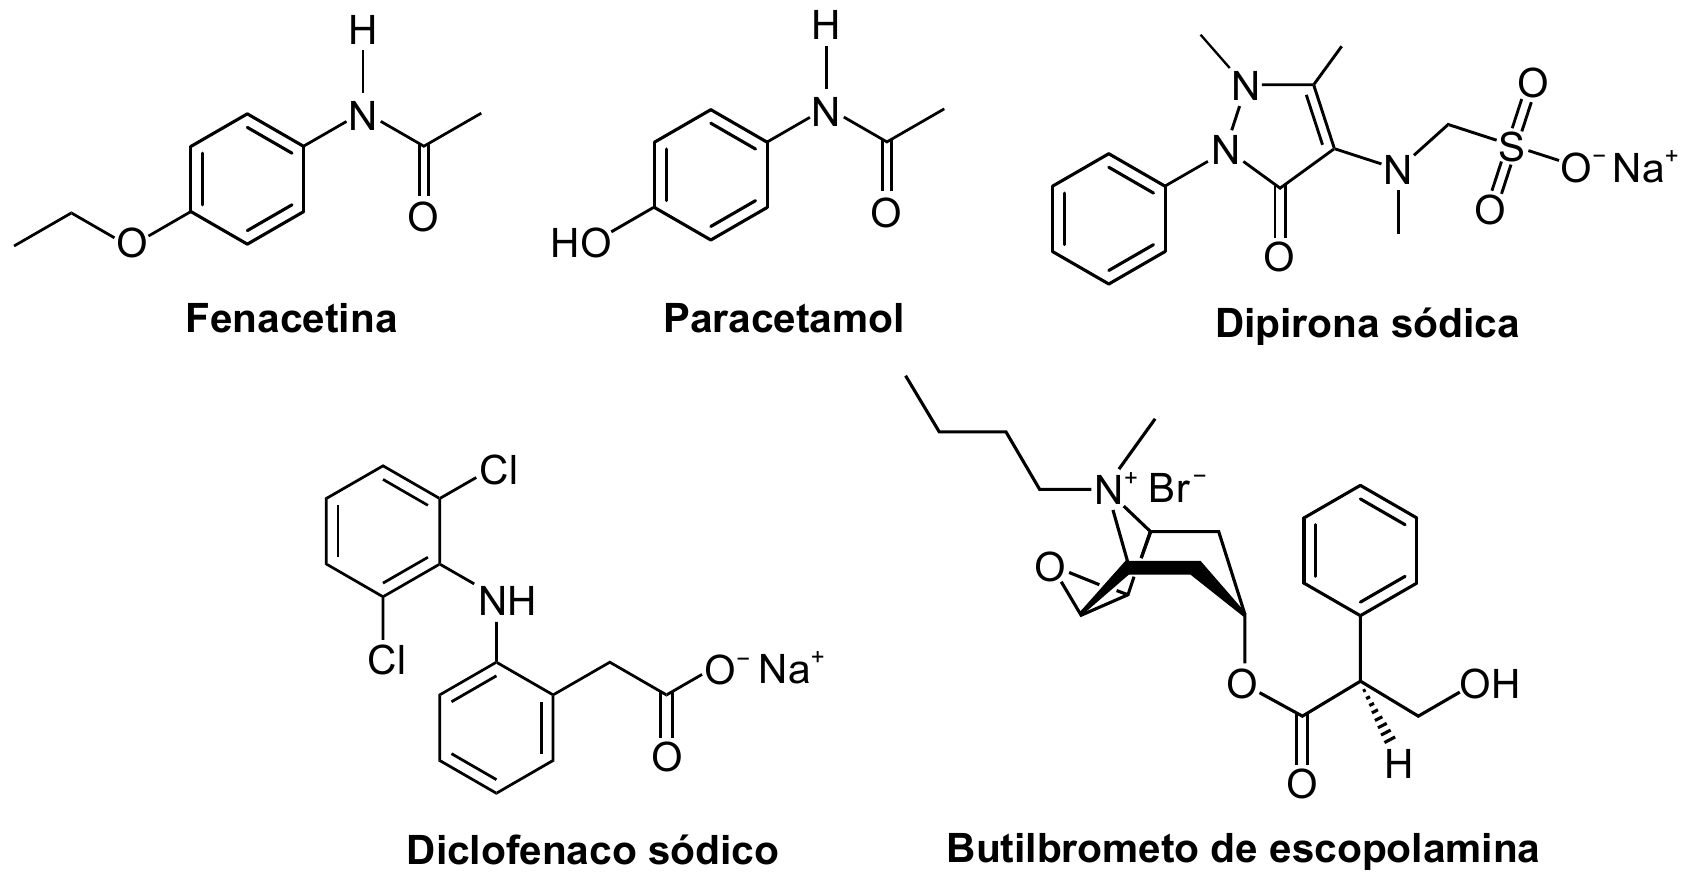 H
N
O
O
Fenacetina
H
N
O
HO
Paracetamol
N
N
O
N
S
O
O
O⁻ Na⁺
Dipirona sódica
Cl
Cl
NH
O⁻ Na⁺
O
Diclofenaco sódico
N⁺ Br⁻
O
O
O
H
OH
Butilbrometo de escopolamina